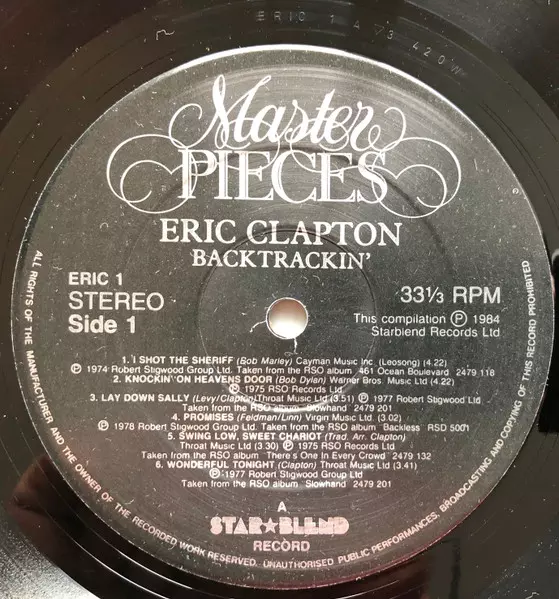 ERIC 1 A ▽3 420
Master
PIECES
ERIC CLAPTON
BACKTRACKIN'
ERIC 1
STEREO
Side 1
33⅓ RPM
This compilation ℗ 1984
Starblend Records Ltd
1. I SHOT THE SHERIFF (Bob Marley) Cayman Music Inc. (Leosong) (4.22)
℗ 1974 Robert Stigwood Group Ltd. Taken from the RSO album 461 Ocean Boulevard 2479 118
2. KNOCKIN' ON HEAVENS DOOR (Bob Dylan) Warner Bros. Music Ltd (4.22)
℗ 1975 RSO Records Ltd
3. LAY DOWN SALLY (Levy/Clapton) Throat Music Ltd (3.51) ℗ 1977 Robert Stigwood Group Ltd
Taken from the RSO album Slowhand 2479 201
4. PROMISES (Feldman/Linn) Virgin Music Ltd. (3.02)
℗ 1978 Robert Stigwood Group Ltd. Taken from the RSO album 'Backless' RSD 5001
5. SWING LOW, SWEET CHARIOT (Trad. Arr. Clapton)
Throat Music Ltd (3.30) ℗ 1975 RSO Records Ltd
Taken from the RSO album There's One In Every Crowd 2479 132
6. WONDERFUL TONIGHT (Clapton) Throat Music Ltd (3.41)
℗ 1977 Robert Stigwood Group Ltd
Taken from the RSO album Slowhand 2479 201
A
STAR★BLEND
RECORD
ALL RIGHTS OF THE MANUFACTURER AND THE OWNER OF THE RECORDED WORK RESERVED. UNAUTHORISED PUBLIC PERFORMANCES, BROADCASTING AND COPYING OF THIS RECORD PROHIBITED